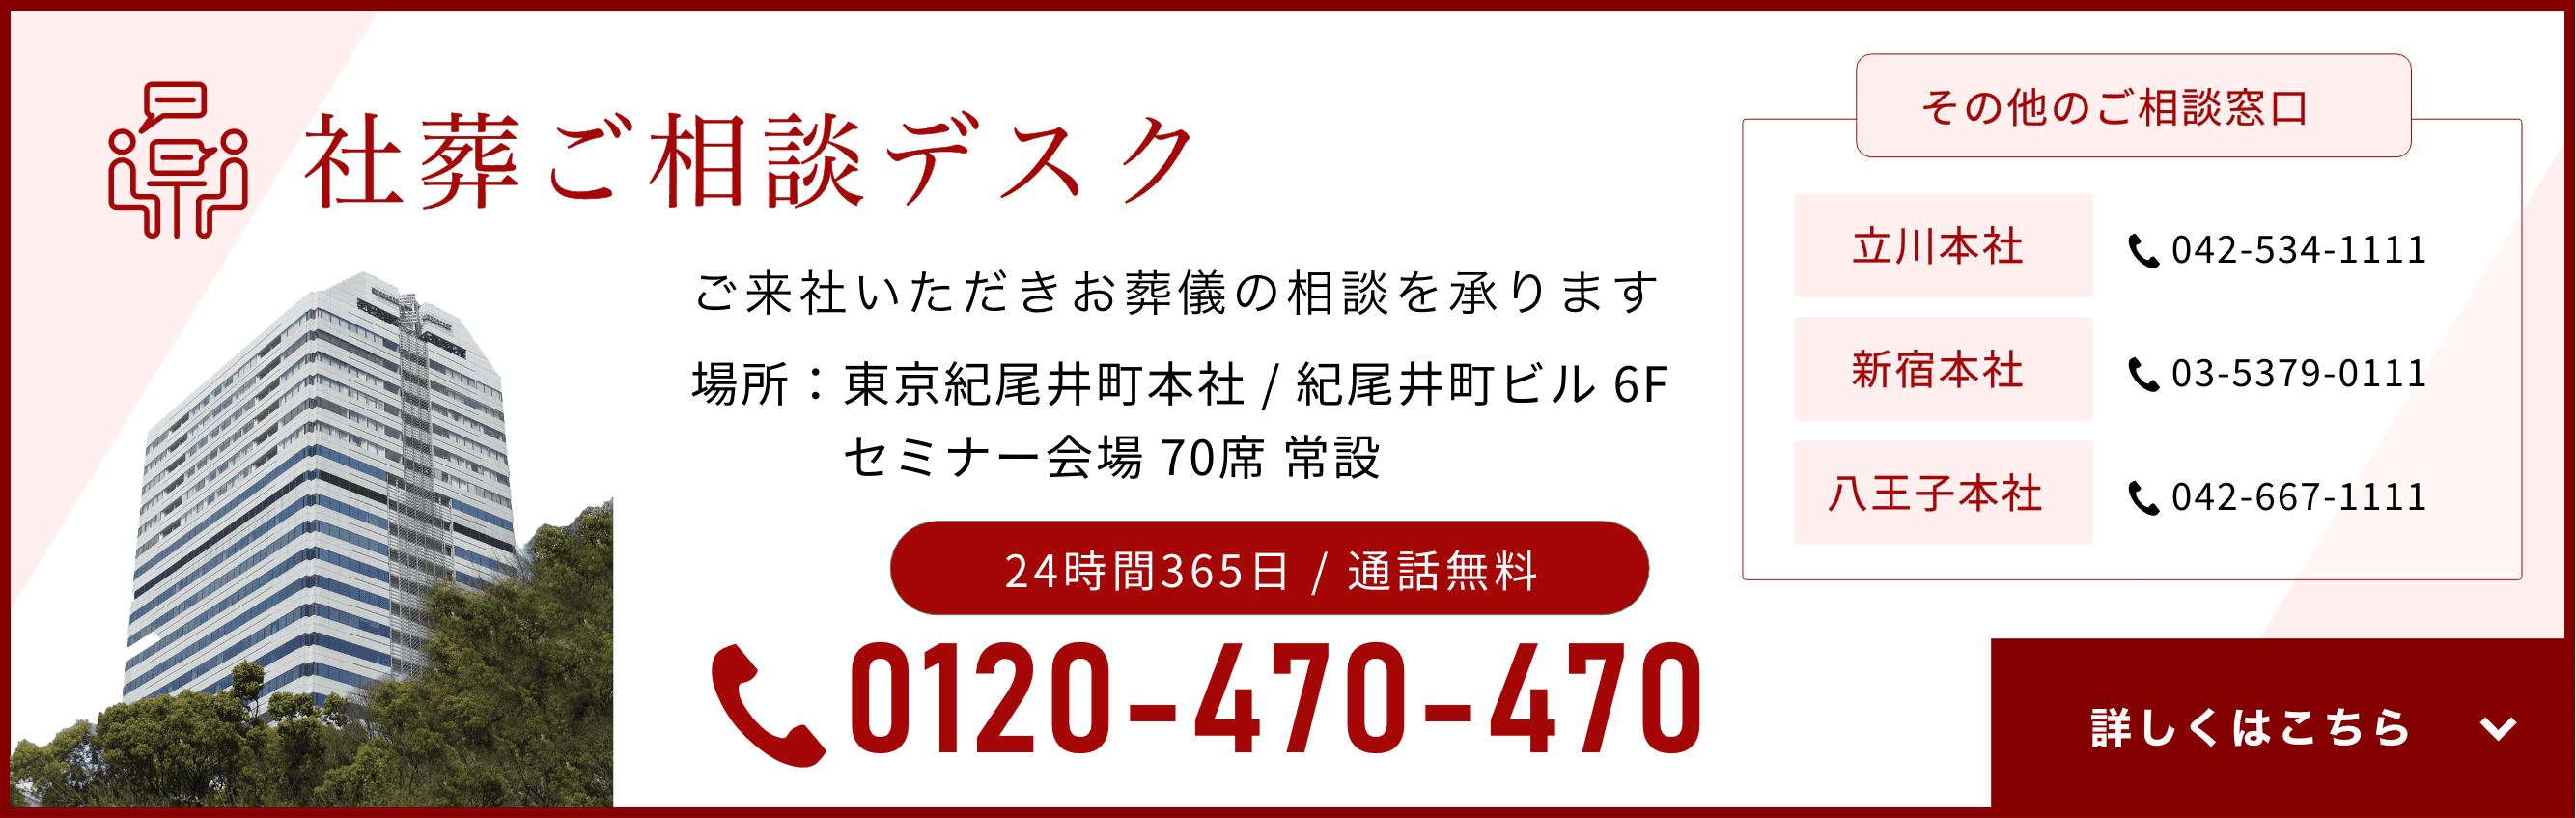 社葬ご相談デスク
ご来社いただきお葬儀の相談を承ります
場所：東京紀尾井町本社 / 紀尾井町ビル 6F
セミナー会場 70席 常設
24時間365日 / 通話無料
0120-470-470
その他のご相談窓口
立川本社 042-534-1111
新宿本社 03-5379-0111
八王子本社 042-667-1111
詳しくはこちら